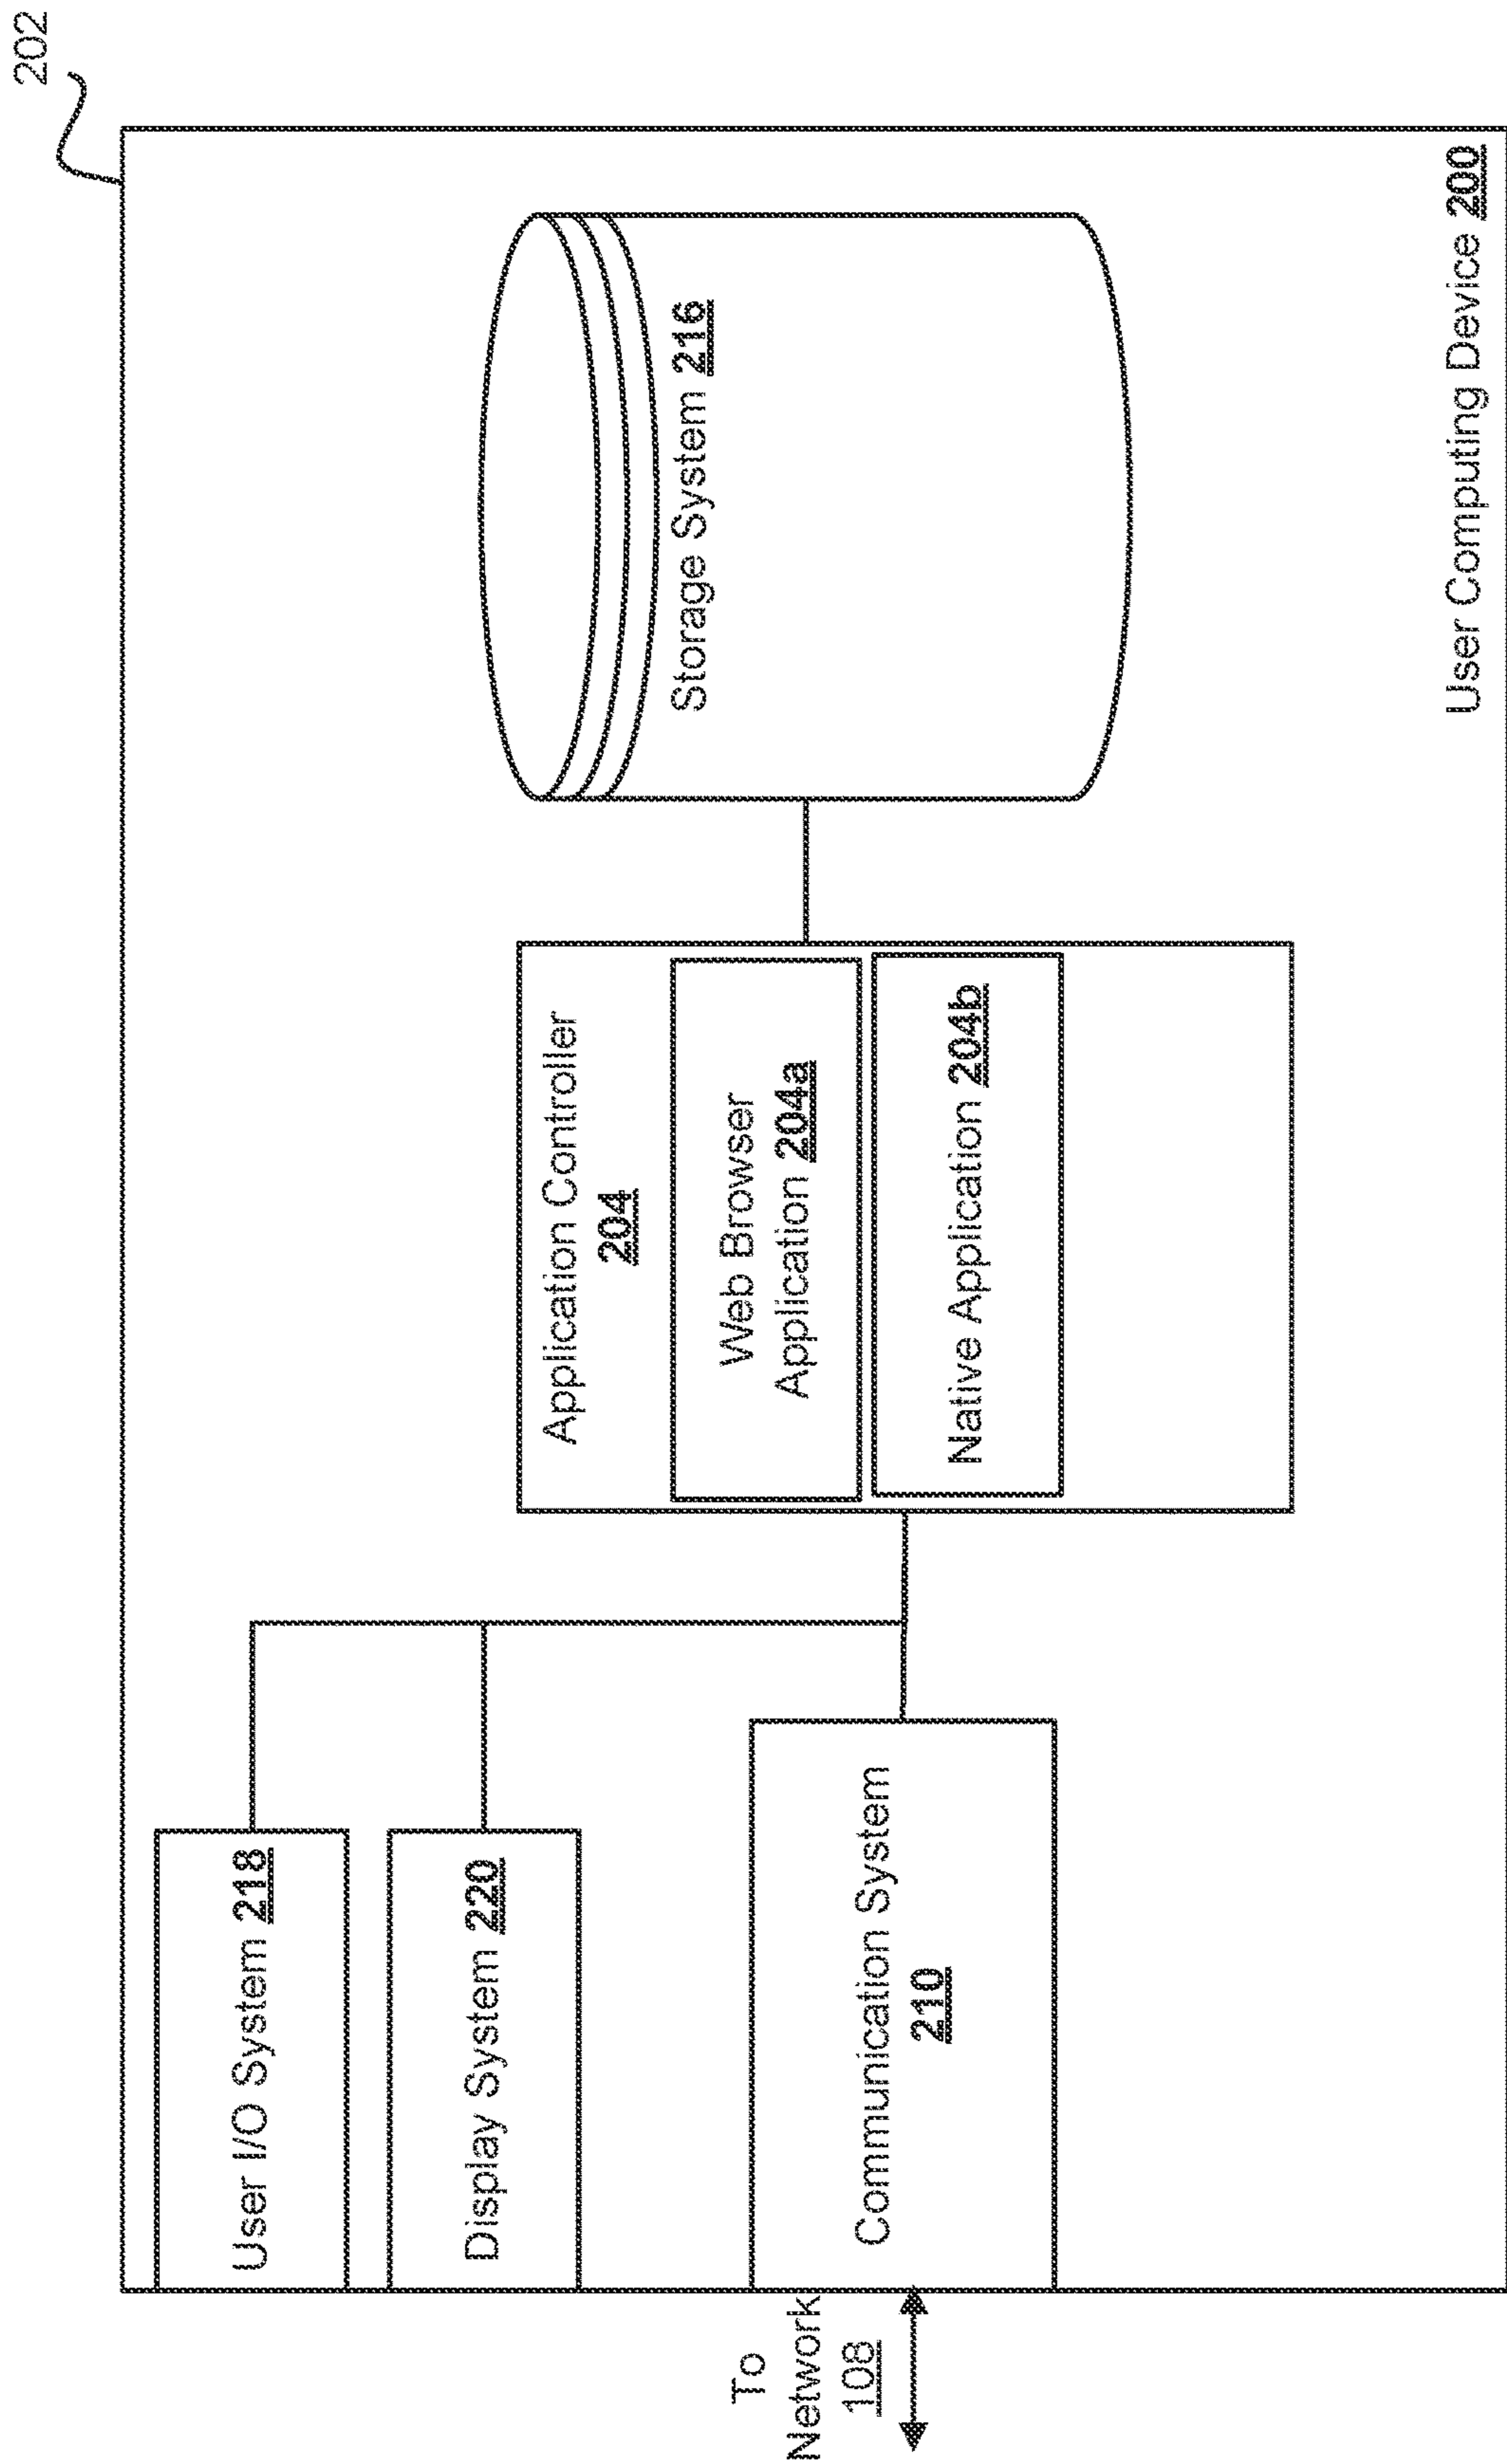 202
User I/O System 218
Display System 220
To
Network
108
Communication System
210
Application Controller
204
Web Browser
Application 204a
Native Application 204b
Storage System 216
User Computing Device 200